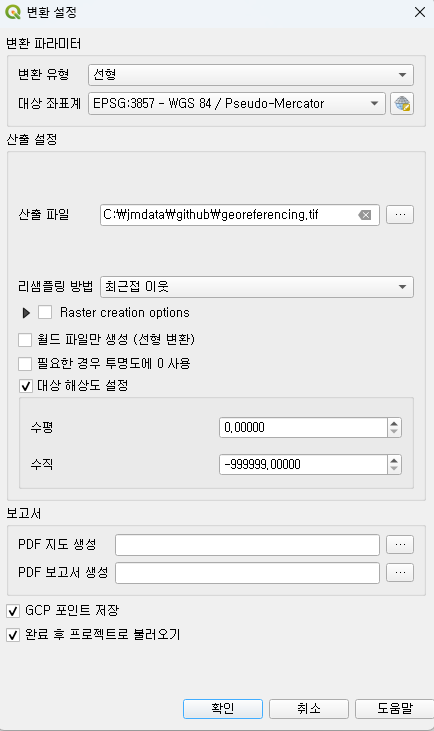 변환 설정
변환 파라미터
변환 유형 선형
대상 좌표계 EPSG:3857 - WGS 84 / Pseudo-Mercator
산출 설정
산출 파일 C:₩jmdata₩github₩georeferencing.tif ...
리샘플링 방법 최근접 이웃
Raster creation options
월드 파일만 생성 (선형 변환)
필요한 경우 투명도에 0 사용
대상 해상도 설정
수평 0.00000
수직 -999999.00000
보고서
PDF 지도 생성 ...
PDF 보고서 생성 ...
GCP 포인트 저장
완료 후 프로젝트로 불러오기
확인 취소 도움말